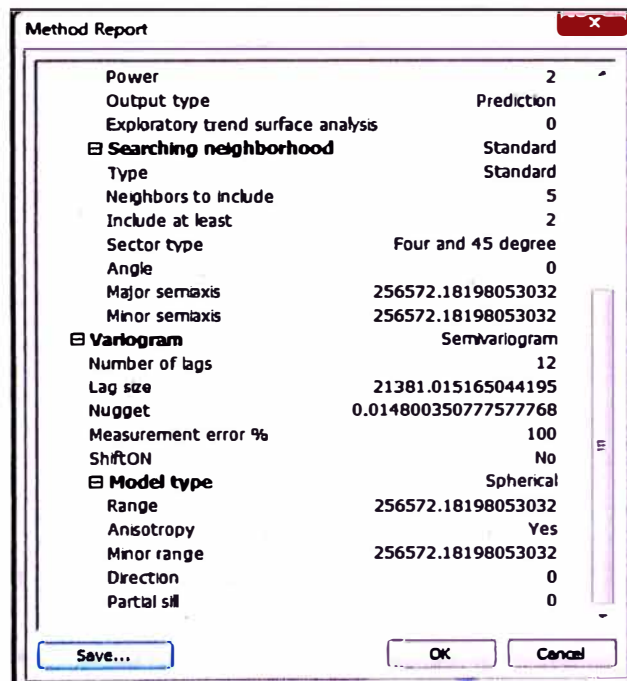 Method Report
Power 2
Output type Prediction
Exploratory trend surface analysis 0
Searching neighborhood Standard
Type Standard
Neighbors to include 5
Include at least 2
Sector type Four and 45 degree
Angle 0
Major semiaxis 256572.18198053032
Minor semiaxis 256572.18198053032
Variogram Semivariogram
Number of lags 12
Lag size 21381.015165044195
Nugget 0.014800350777577768
Measurement error % 100
ShiftON No
Model type Spherical
Range 256572.18198053032
Anisotropy Yes
Minor range 256572.18198053032
Direction 0
Partial sill 0
Save... OK Cancel